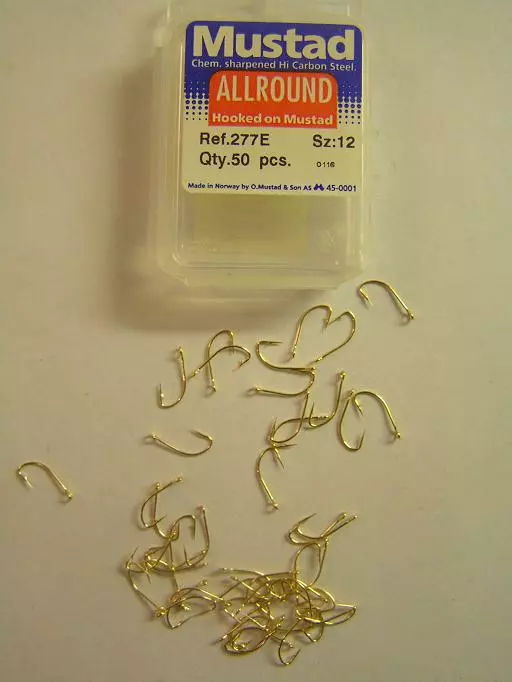 Mustad
Chem. sharpened Hi Carbon Steel.
ALLROUND
Hooked on Mustad
Ref.277E Sz:12
Qty.50 pcs. 0116
Made in Norway by O.Mustad & Son AS 45-0001